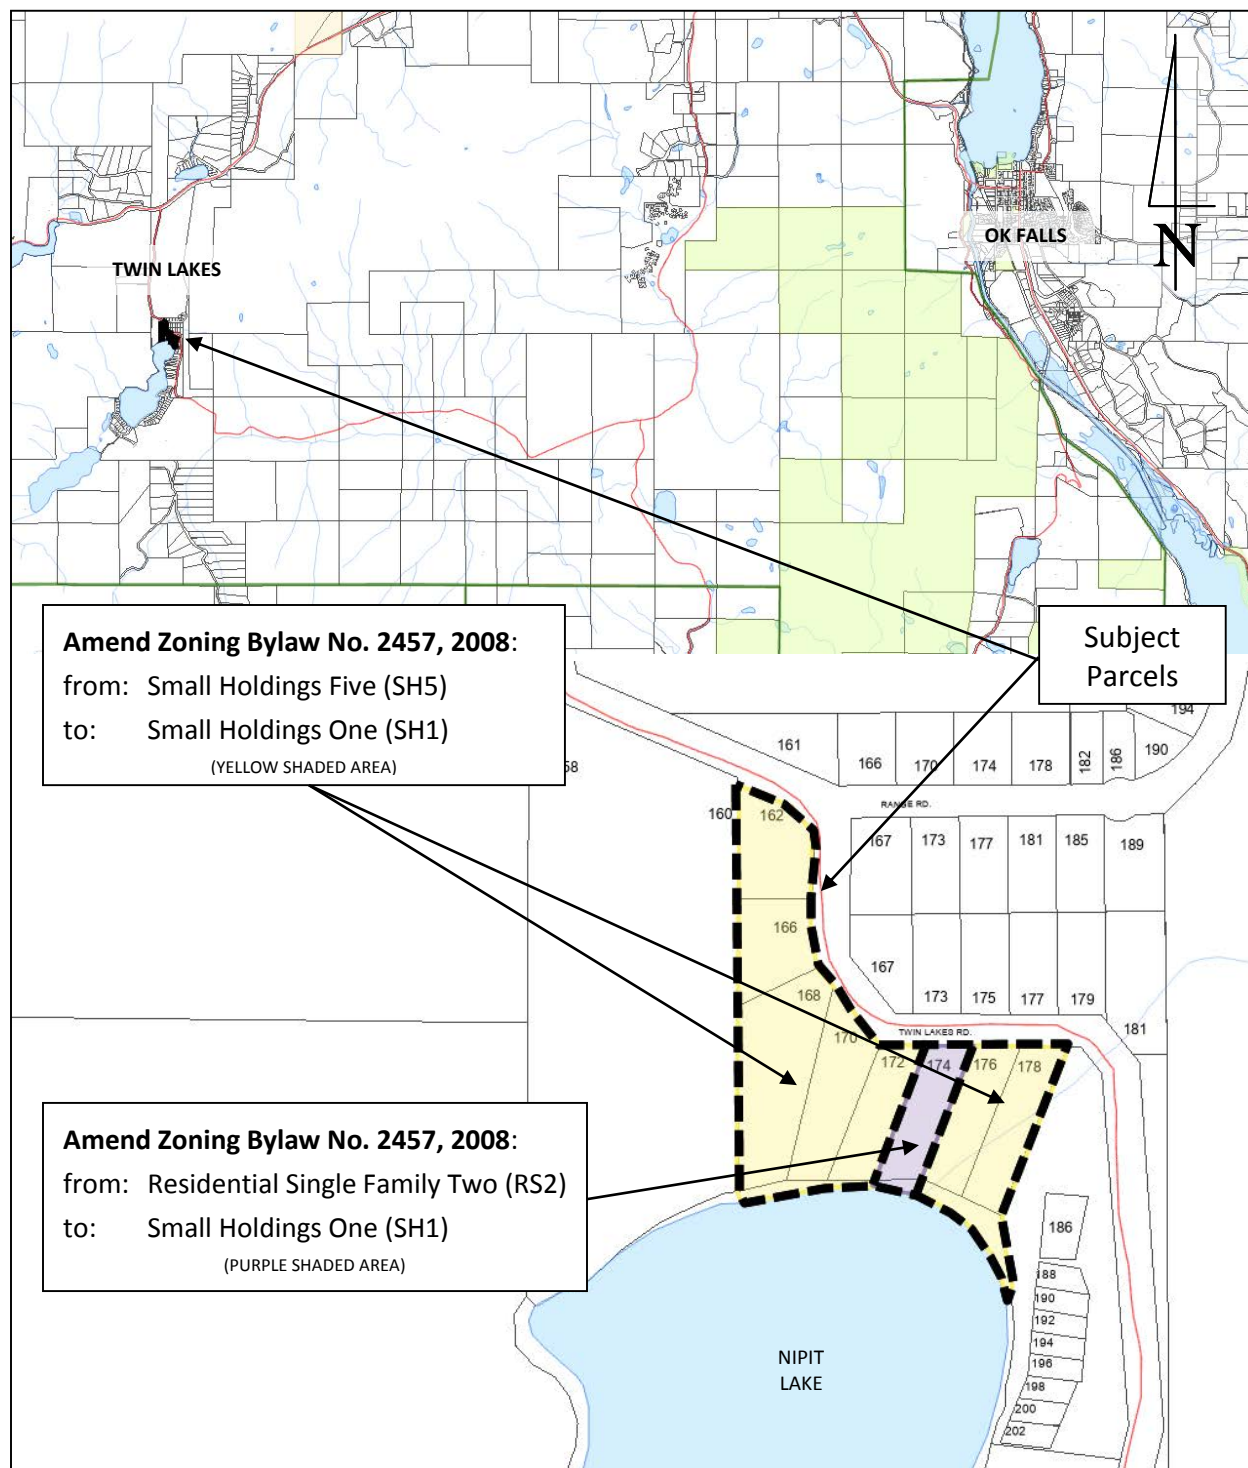 TWIN LAKES
OK FALLS
N
Amend Zoning Bylaw No. 2457, 2008:
from: Small Holdings Five (SH5)
to: Small Holdings One (SH1)
(YELLOW SHADED AREA)
Subject
Parcels
194
161
166
170
174
178
182
186
190
58
160
162
RANGE RD.
167
173
177
181
185
189
166
167
168
173
175
177
179
181
170
TWIN LAKES RD.
172
174
176
178
Amend Zoning Bylaw No. 2457, 2008:
from: Residential Single Family Two (RS2)
to: Small Holdings One (SH1)
(PURPLE SHADED AREA)
186
188
190
192
194
196
198
200
202
NIPIT
LAKE